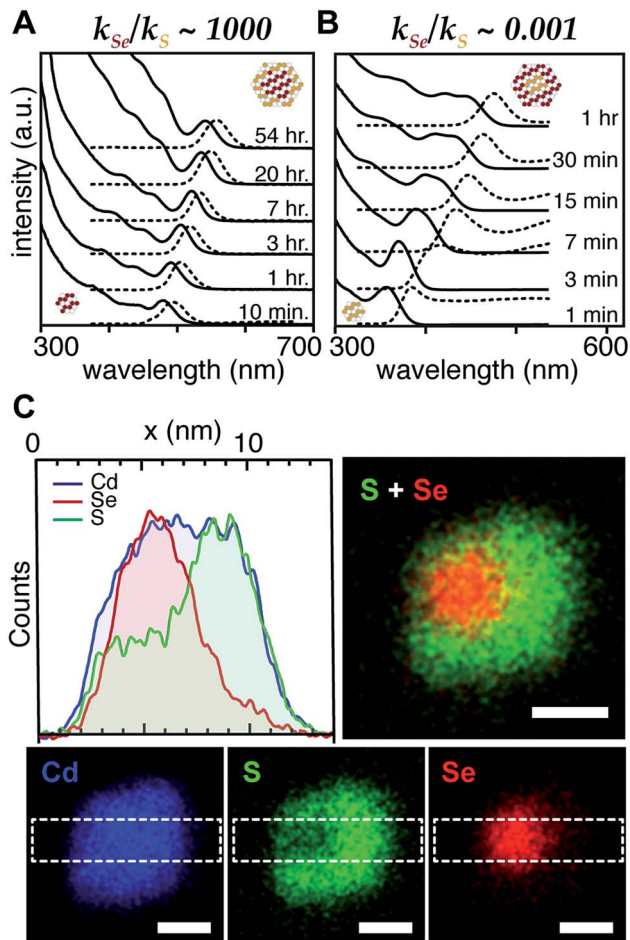 A
k_Se/k_S ~ 1000
intensity (a.u.)
54 hr.
20 hr.
7 hr.
3 hr.
1 hr.
10 min.
300
700
wavelength (nm)
B
k_Se/k_S ~ 0.001
1 hr
30 min
15 min
7 min
3 min
1 min
300
600
wavelength (nm)
C
0
x (nm)
10
Cd
Se
S
Counts
S + Se
Cd
S
Se